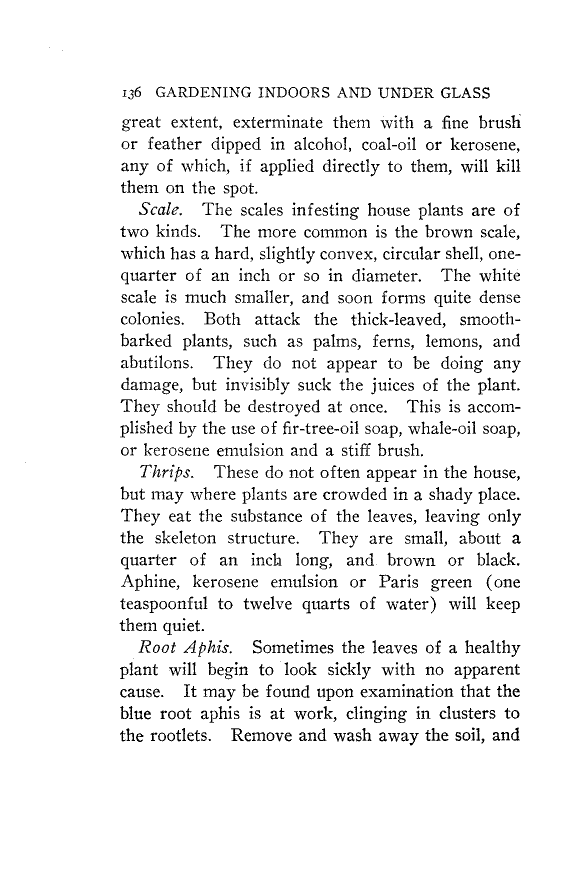 136 GARDENING INDOORS AND UNDER GLASS
great extent, exterminate them with a fine brush
or feather dipped in alcohol, coal-oil or kerosene,
any of which, if applied directly to them, will kill
them on the spot.
Scale. The scales infesting house plants are of
two kinds. The more common is the brown scale,
which has a hard, slightly convex, circular shell, one-
quarter of an inch or so in diameter. The white
scale is much smaller, and soon forms quite dense
colonies. Both attack the thick-leaved, smooth-
barked plants, such as palms, ferns, lemons, and
abutilons. They do not appear to be doing any
damage, but invisibly suck the juices of the plant.
They should be destroyed at once. This is accom-
plished by the use of fir-tree-oil soap, whale-oil soap,
or kerosene emulsion and a stiff brush.
Thrips. These do not often appear in the house,
but may where plants are crowded in a shady place.
They eat the substance of the leaves, leaving only
the skeleton structure. They are small, about a
quarter of an inch long, and brown or black.
Aphine, kerosene emulsion or Paris green (one
teaspoonful to twelve quarts of water) will keep
them quiet.
Root Aphis. Sometimes the leaves of a healthy
plant will begin to look sickly with no apparent
cause. It may be found upon examination that the
blue root aphis is at work, clinging in clusters to
the rootlets. Remove and wash away the soil, and